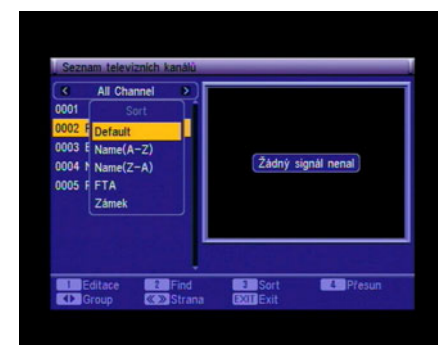 Seznam televizních kanálů
All Channel
Sort
0001
0002
Default
0003
Name(A-Z)
0004
Name(Z-A)
0005
FTA
Zámek
Žádný signál nenal
1 Editace 2 Find 3 Sort 4 Přesun
Group Strana EXIT Exit